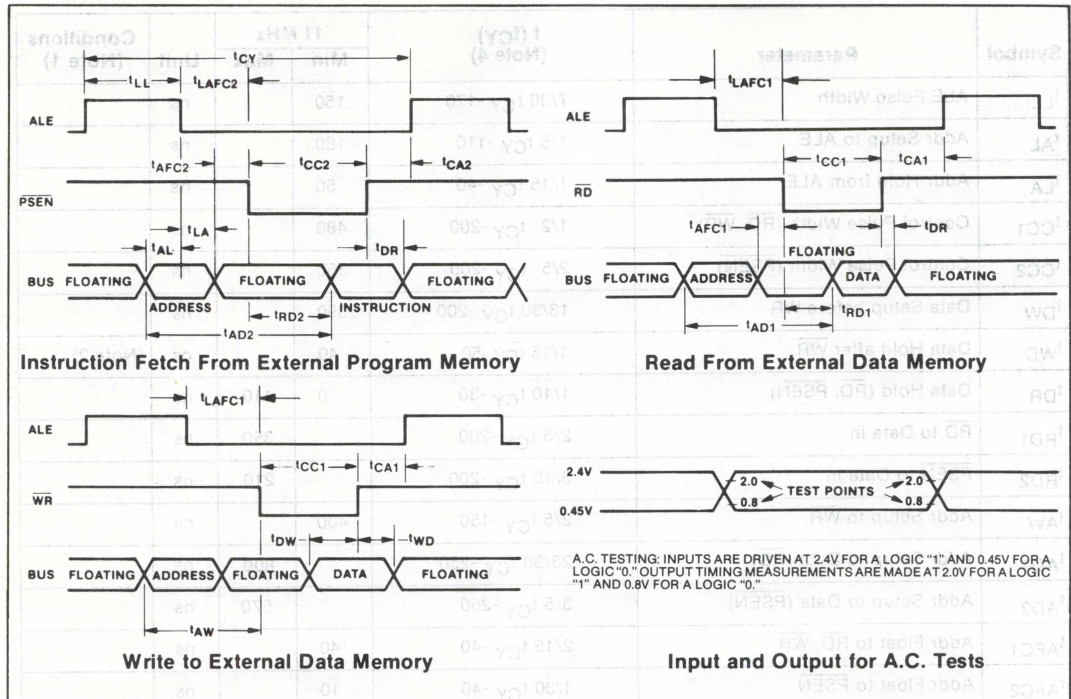 tCY
tLL
tLAFC2
ALE
tAFC2
tCC2
tCA2
PSEN
tLA
tAL
tDR
BUS FLOATING FLOATING FLOATING
ADDRESS INSTRUCTION
tRD2
tAD2
Instruction Fetch From External Program Memory
tLAFC1
ALE
tCC1
tCA1
RD
tAFC1
tDR
FLOATING
BUS FLOATING ADDRESS DATA FLOATING
tRD1
tAD1
Read From External Data Memory
tLAFC1
ALE
tCC1
tCA1
WR
tDW
tWD
BUS FLOATING ADDRESS FLOATING DATA FLOATING
tAW
Write to External Data Memory
2.4V
2.0 2.0
TEST POINTS
0.8 0.8
0.45V
A.C. TESTING: INPUTS ARE DRIVEN AT 2.4V FOR A LOGIC "1" AND 0.45V FOR A
LOGIC "0." OUTPUT TIMING MEASUREMENTS ARE MADE AT 2.0V FOR A LOGIC
"1" AND 0.8V FOR A LOGIC "0."
Input and Output for A.C. Tests